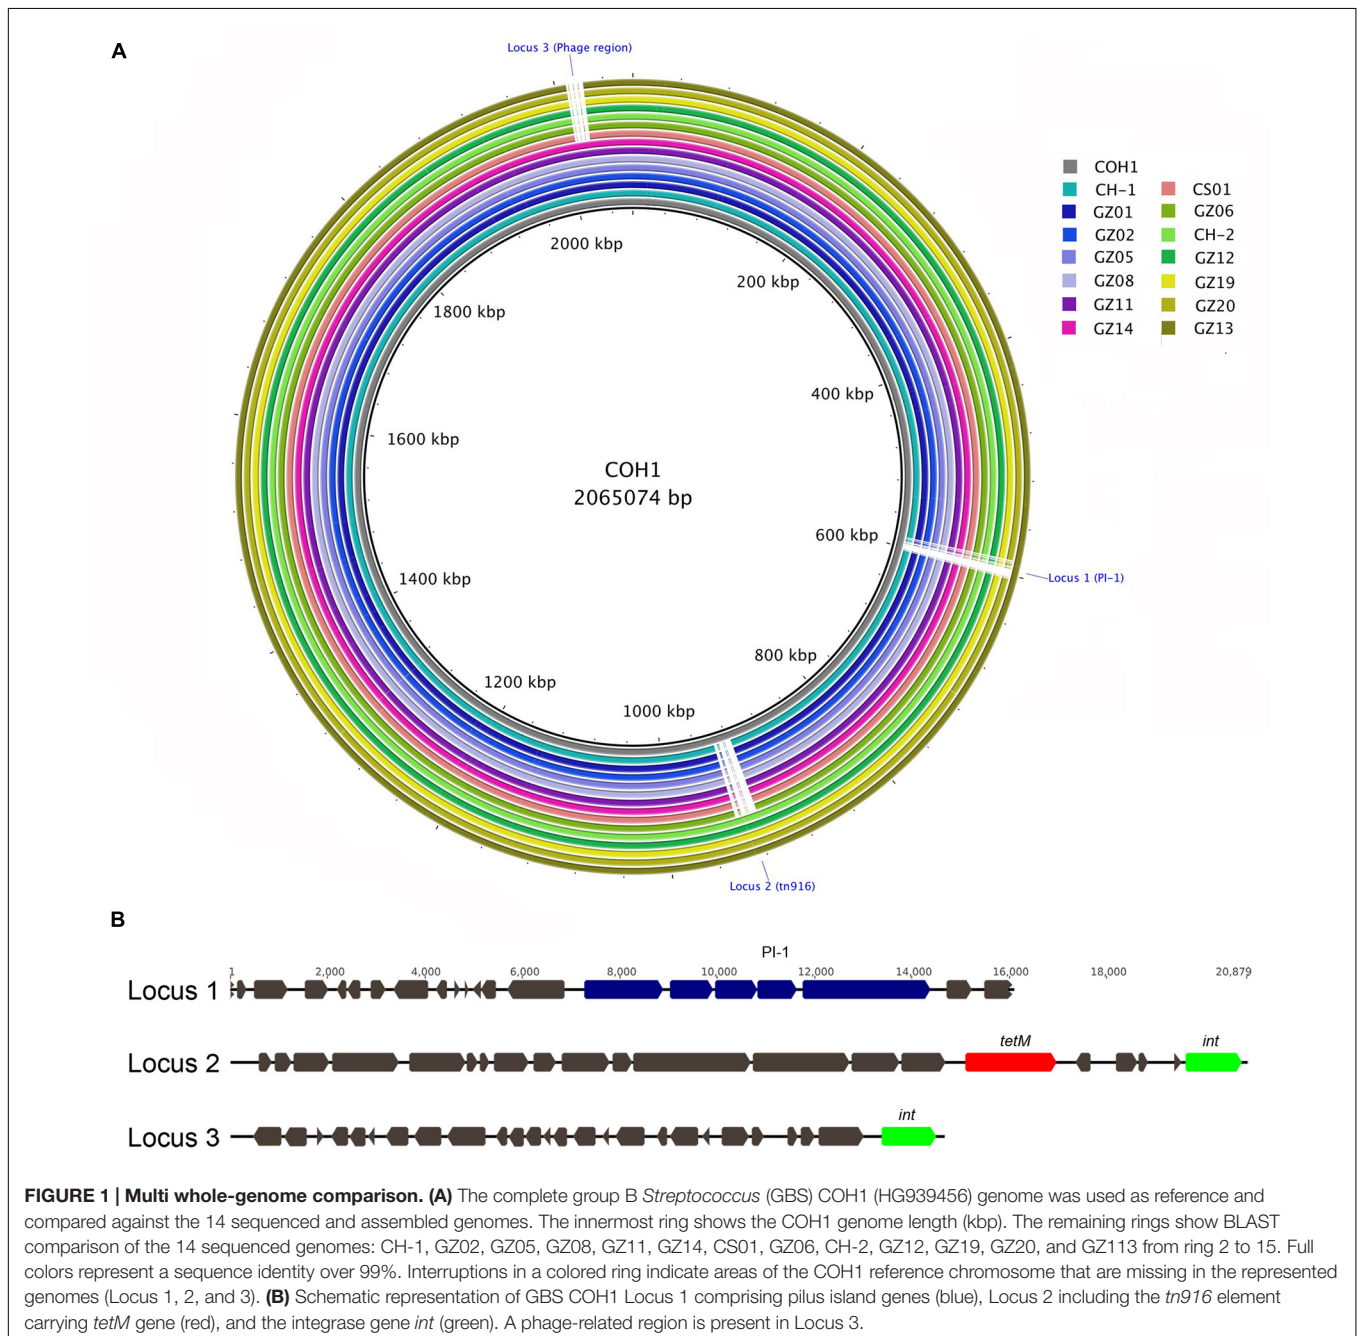 A
Locus 3 (Phage region)
COH1
CH-1
CS01
GZ01
GZ06
GZ02
CH-2
GZ05
GZ12
GZ08
GZ19
GZ11
GZ20
GZ14
GZ13
2000 kbp
200 kbp
1800 kbp
400 kbp
1600 kbp
COH1
2065074 bp
600 kbp
Locus 1 (PI-1)
1400 kbp
800 kbp
1200 kbp
1000 kbp
Locus 2 (tn916)
B
PI-1
1 2,000 4,000 6,000 8,000 10,000 12,000 14,000 16,000 18,000 20,879
Locus 1
tetM int
Locus 2
int
Locus 3
FIGURE 1 | Multi whole-genome comparison. (A) The complete group B Streptococcus (GBS) COH1 (HG939456) genome was used as reference and
compared against the 14 sequenced and assembled genomes. The innermost ring shows the COH1 genome length (kbp). The remaining rings show BLAST
comparison of the 14 sequenced genomes: CH-1, GZ02, GZ05, GZ08, GZ11, GZ14, CS01, GZ06, CH-2, GZ12, GZ19, GZ20, and GZ113 from ring 2 to 15. Full
colors represent a sequence identity over 99%. Interruptions in a colored ring indicate areas of the COH1 reference chromosome that are missing in the represented
genomes (Locus 1, 2, and 3). (B) Schematic representation of GBS COH1 Locus 1 comprising pilus island genes (blue), Locus 2 including the tn916 element
carrying tetM gene (red), and the integrase gene int (green). A phage-related region is present in Locus 3.